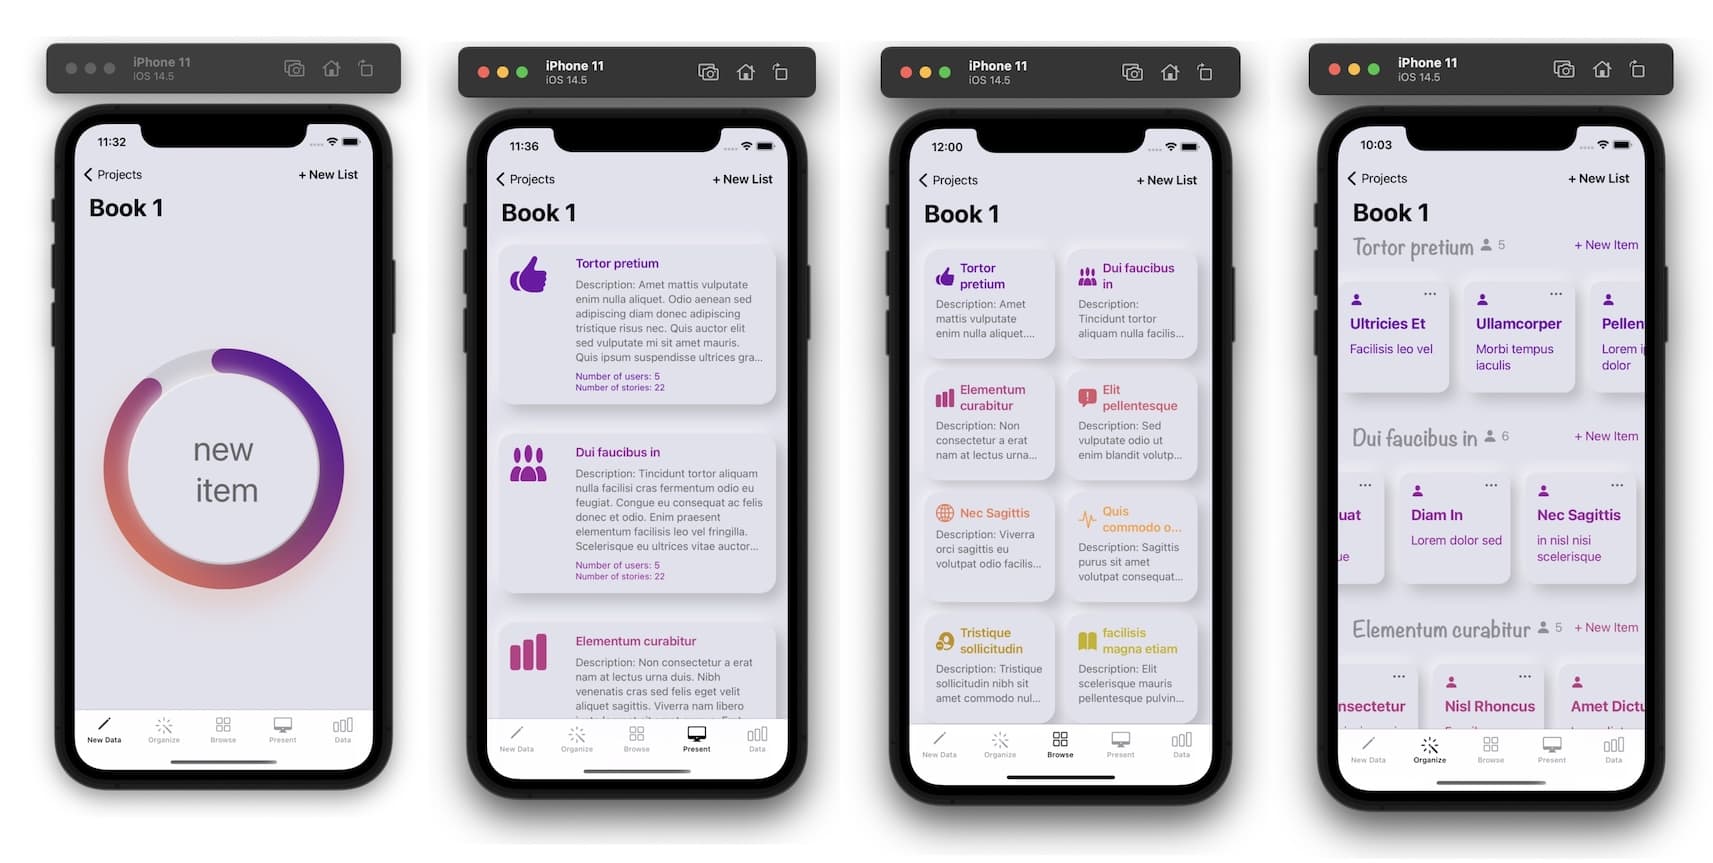 iPhone 11
iOS 14.5
11:32
Projects
+ New List
Book 1
new
item
New Data
Organize
Browse
Present
Data
iPhone 11
iOS 14.5
11:36
Projects
+ New List
Book 1
Tortor pretium
Description: Amet mattis vulputate
enim nulla aliquet. Odio aenean sed
adipiscing diam donec adipiscing
tristique risus nec. Quis auctor elit
sed vulputate mi sit amet mauris.
Quis ipsum suspendisse ultrices gra...
Number of users: 5
Number of stories: 22
Dui faucibus in
Description: Tincidunt tortor aliquam
nulla facilisi cras fermentum odio eu
feugiat. Congue eu consequat ac felis
donec et odio. Enim praesent
elementum facilisis leo vel fringilla.
Scelerisque eu ultrices vitae auctor...
Number of users: 5
Number of stories: 22
Elementum curabitur
Description: Non consectetur a erat
nam at lectus urna duis. Nibh
venenatis cras sed felis eget velit
aliquet sagittis. Viverra nam libero
New Data
Organize
Browse
Present
Data
iPhone 11
iOS 14.5
12:00
Projects
+ New List
Book 1
Tortor
pretium
Description: Amet
mattis vulputate
enim nulla aliquet....
Dui faucibus
in
Description:
Tincidunt tortor
aliquam nulla facilis...
Elementum
curabitur
Description: Non
consectetur a erat
nam at lectus urna...
Elit
pellentesque
Description: Sed
vulputate odio ut
enim blandit volutp...
Nec Sagittis
Description: Viverra
orci sagittis eu
volutpat odio facilis...
Quis
commodo o...
Description: Sagittis
purus sit amet
volutpat consequat...
Tristique
sollicitudin
Description: Tristique
sollicitudin nibh sit
amet commodo nul...
facilisis
magna etiam
Description: Elit
scelerisque mauris
pellentesque pulvin...
New Data
Organize
Browse
Present
Data
iPhone 11
iOS 14.5
10:03
Projects
+ New List
Book 1
Tortor pretium 5
+ New Item
Ultricies Et
Facilisis leo vel
Ullamcorper
Morbi tempus
iaculis
Pellen
Lorem i
dolor
Dui faucibus in 6
+ New Item
uat
ue
Diam In
Lorem dolor sed
Nec Sagittis
in nisl nisi
scelerisque
Elementum curabitur 5
+ New Item
nsectetur
Nisl Rhoncus
Amet Dictu
New Data
Organize
Browse
Present
Data